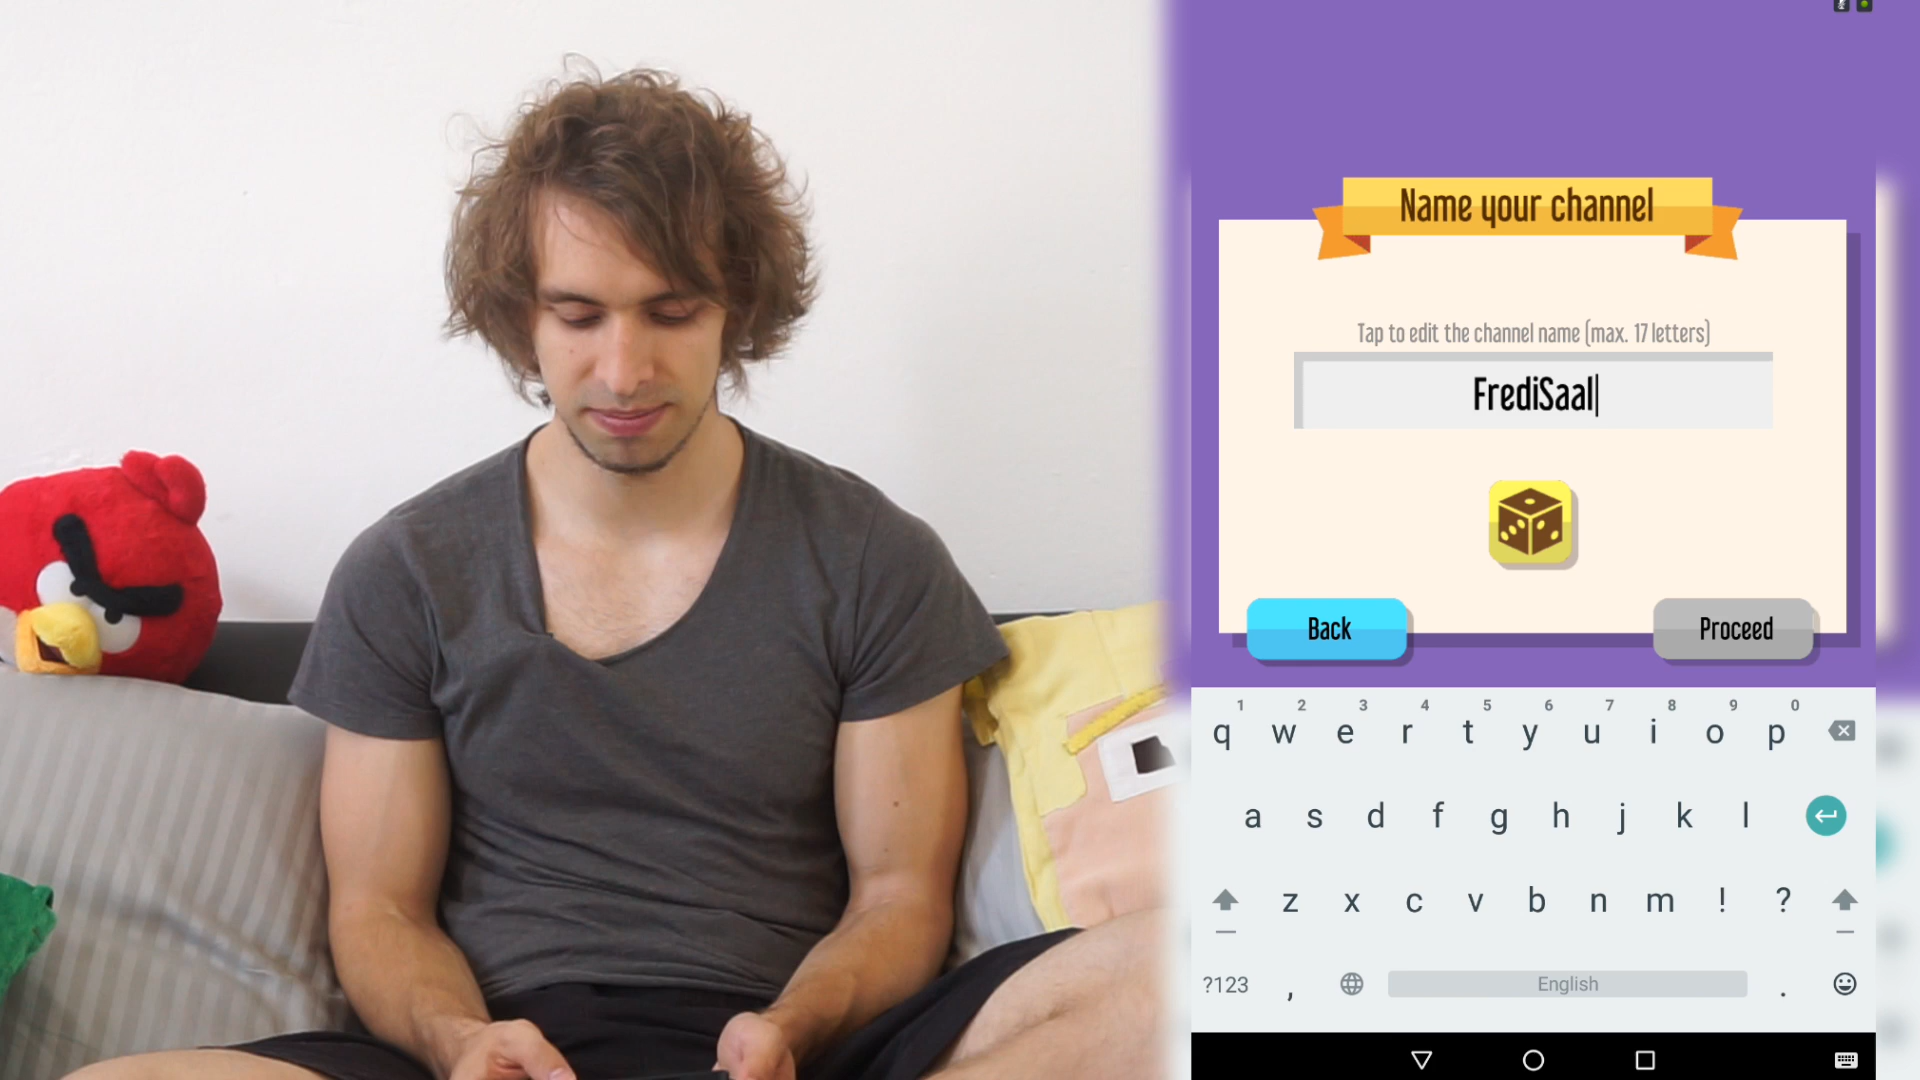 Name your channel
Tap to edit the channel name (max. 17 letters)
FrediSaal
Back
Proceed
1 2 3 4 5 6 7 8 9 0
q w e r t y u i o p
a s d f g h j k l
z x c v b n m ! ?
?123 , English .